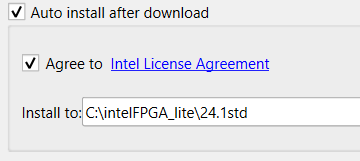 Auto install after download
Agree to Intel License Agreement
Install to: C:\intelFPGA_lite\24.1std